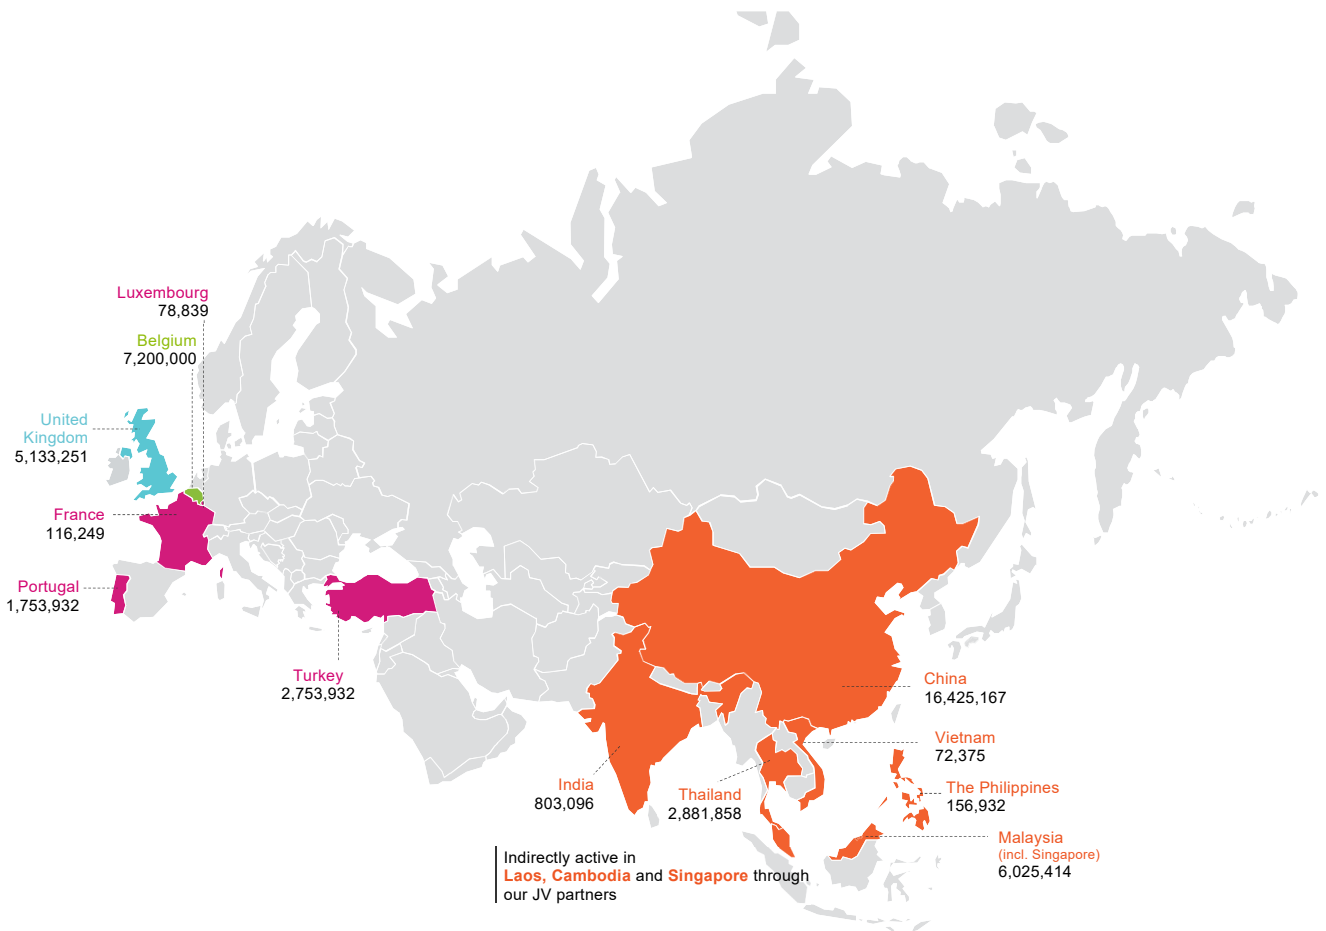 Luxembourg
78,839
Belgium
7,200,000
United
Kingdom
5,133,251
France
116,249
Portugal
1,753,932
Turkey
2,753,932
China
16,425,167
Vietnam
72,375
India
803,096
Thailand
2,881,858
The Philippines
156,932
Malaysia
(incl. Singapore)
6,025,414
Indirectly active in
Laos, Cambodia and Singapore through
our JV partners